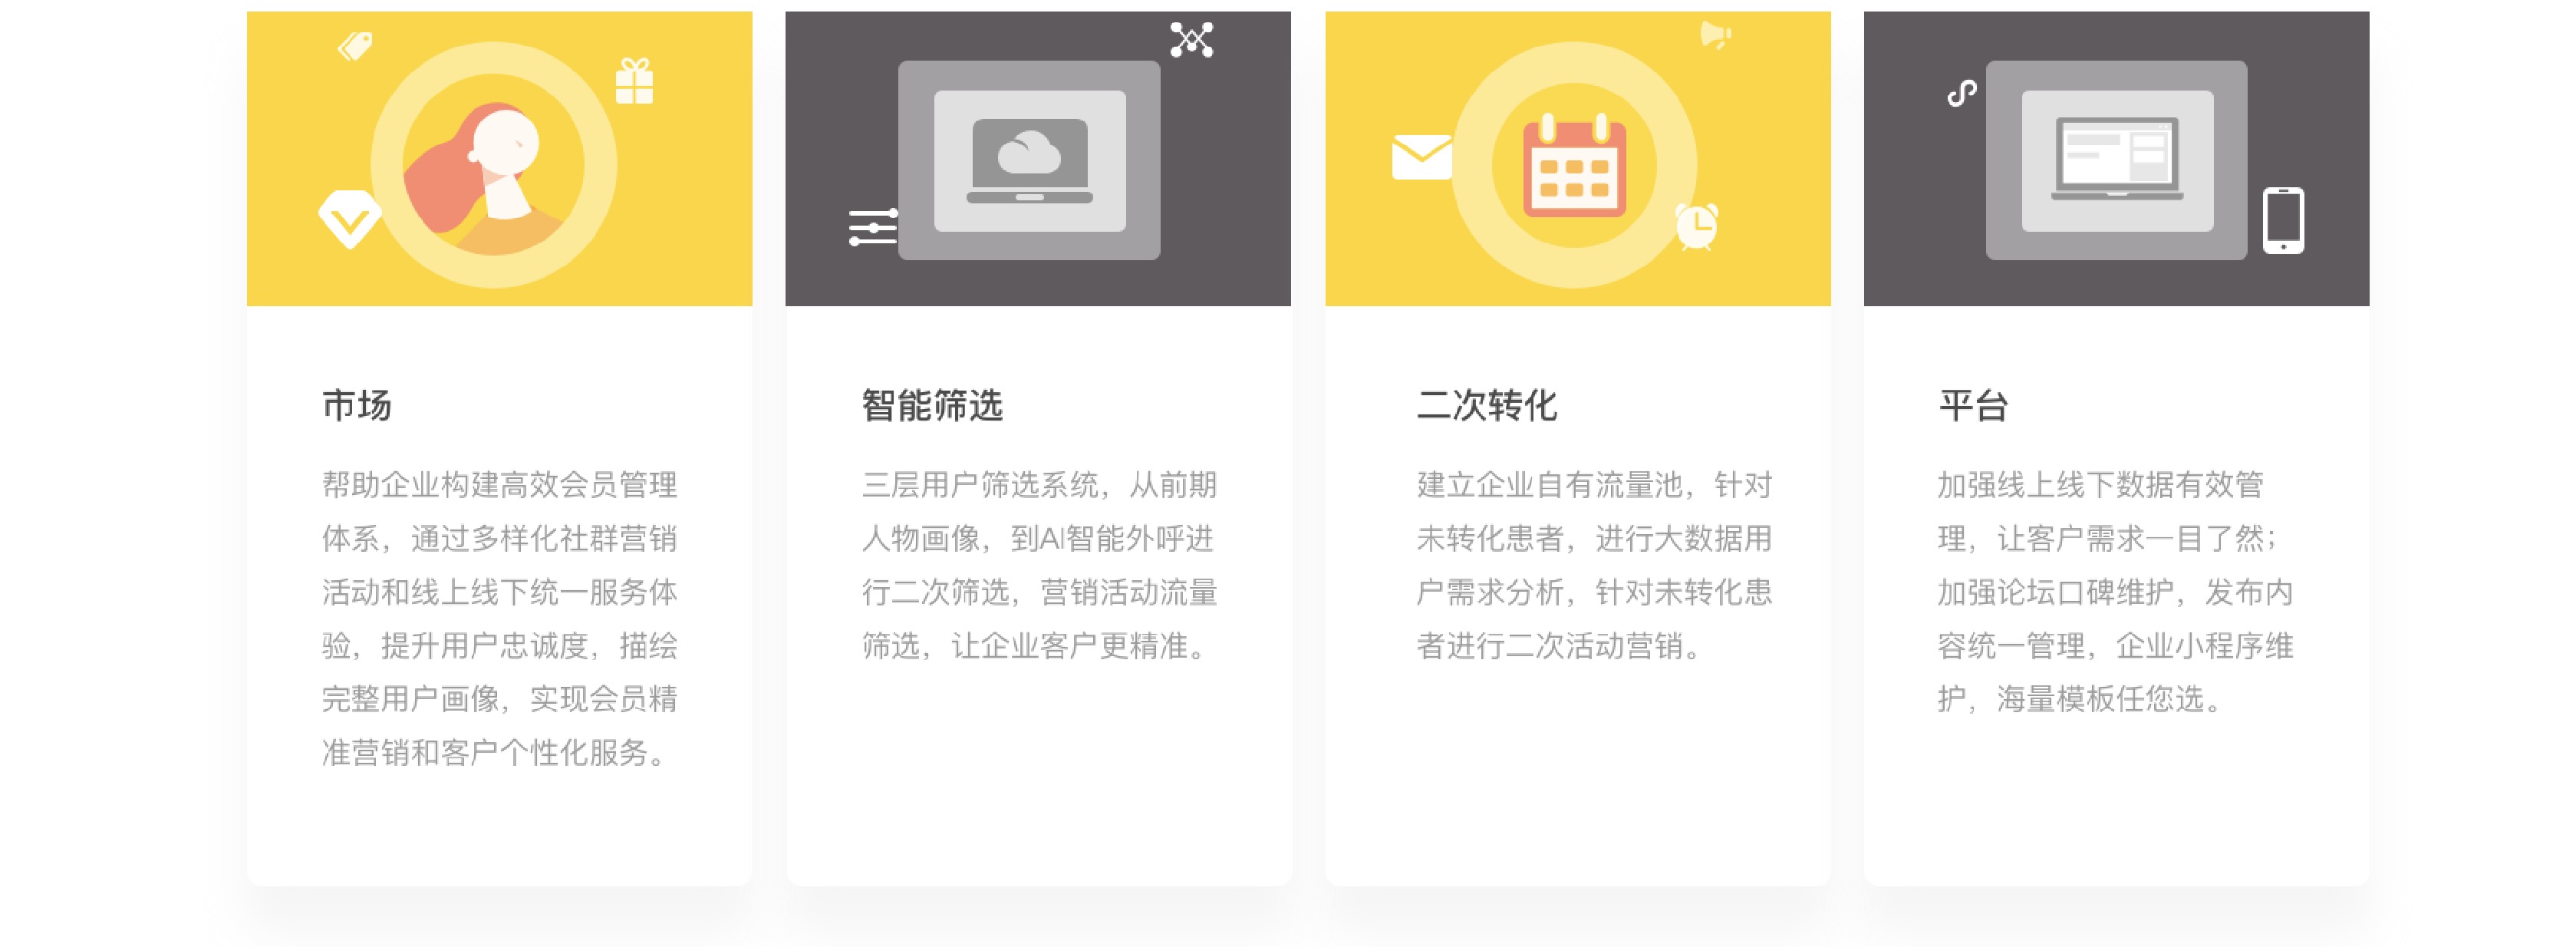 市场
帮助企业构建高效会员管理
体系，通过多样化社群营销
活动和线上线下统一服务体
验，提升用户忠诚度，描绘
完整用户画像，实现会员精
准营销和客户个性化服务。
智能筛选
三层用户筛选系统，从前期
人物画像，到AI智能外呼进
行二次筛选，营销活动流量
筛选，让企业客户更精准。
二次转化
建立企业自有流量池，针对
未转化患者，进行大数据用
户需求分析，针对未转化患
者进行二次活动营销。
平台
加强线上线下数据有效管
理，让客户需求一目了然；
加强论坛口碑维护，发布内
容统一管理，企业小程序维
护，海量模板任您选。